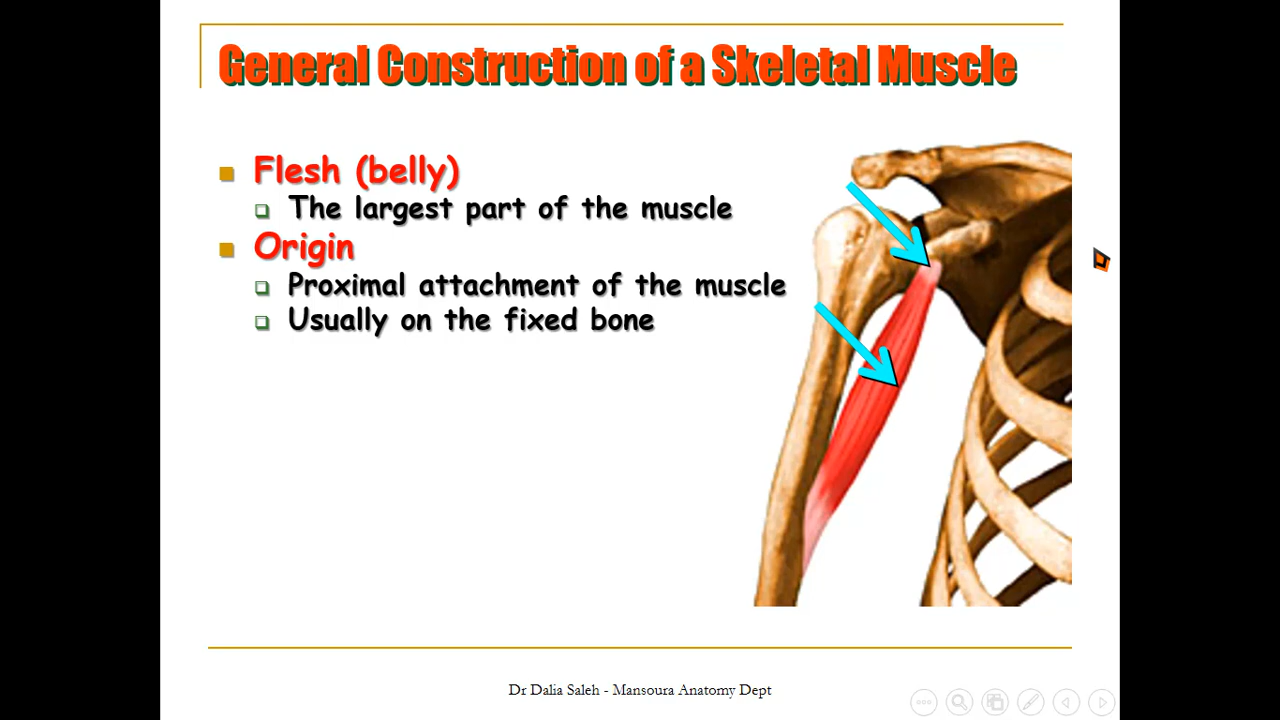 General Construction of a Skeletal Muscle
Flesh (belly)
The largest part of the muscle
Origin
Proximal attachment of the muscle
Usually on the fixed bone
Dr Dalia Saleh - Mansoura Anatomy Dept